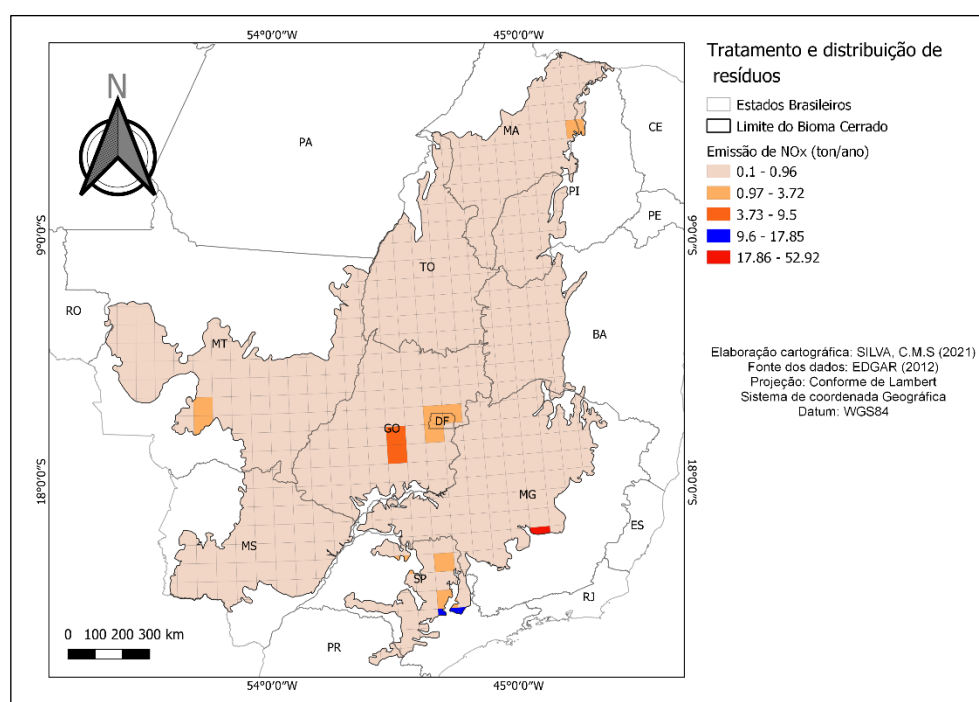 54°0'0"W
45°0'0"W
N
PA
MA
CE
PI
PE
9°0'0"S
9°0'0"S
TO
RO
BA
MT
GO
DF
18°0'0"S
18°0'0"S
MG
ES
MS
SP
RJ
PR
0 100 200 300 km
54°0'0"W
45°0'0"W
Tratamento e distribuição de
resíduos
Estados Brasileiros
Limite do Bioma Cerrado
Emissão de NOx (ton/ano)
0.1 - 0.96
0.97 - 3.72
3.73 - 9.5
9.6 - 17.85
17.86 - 52.92
Elaboração cartográfica: SILVA, C.M.S (2021)
Fonte dos dados: EDGAR (2012)
Projeção: Conforme de Lambert
Sistema de coordenada Geográfica
Datum: WGS84